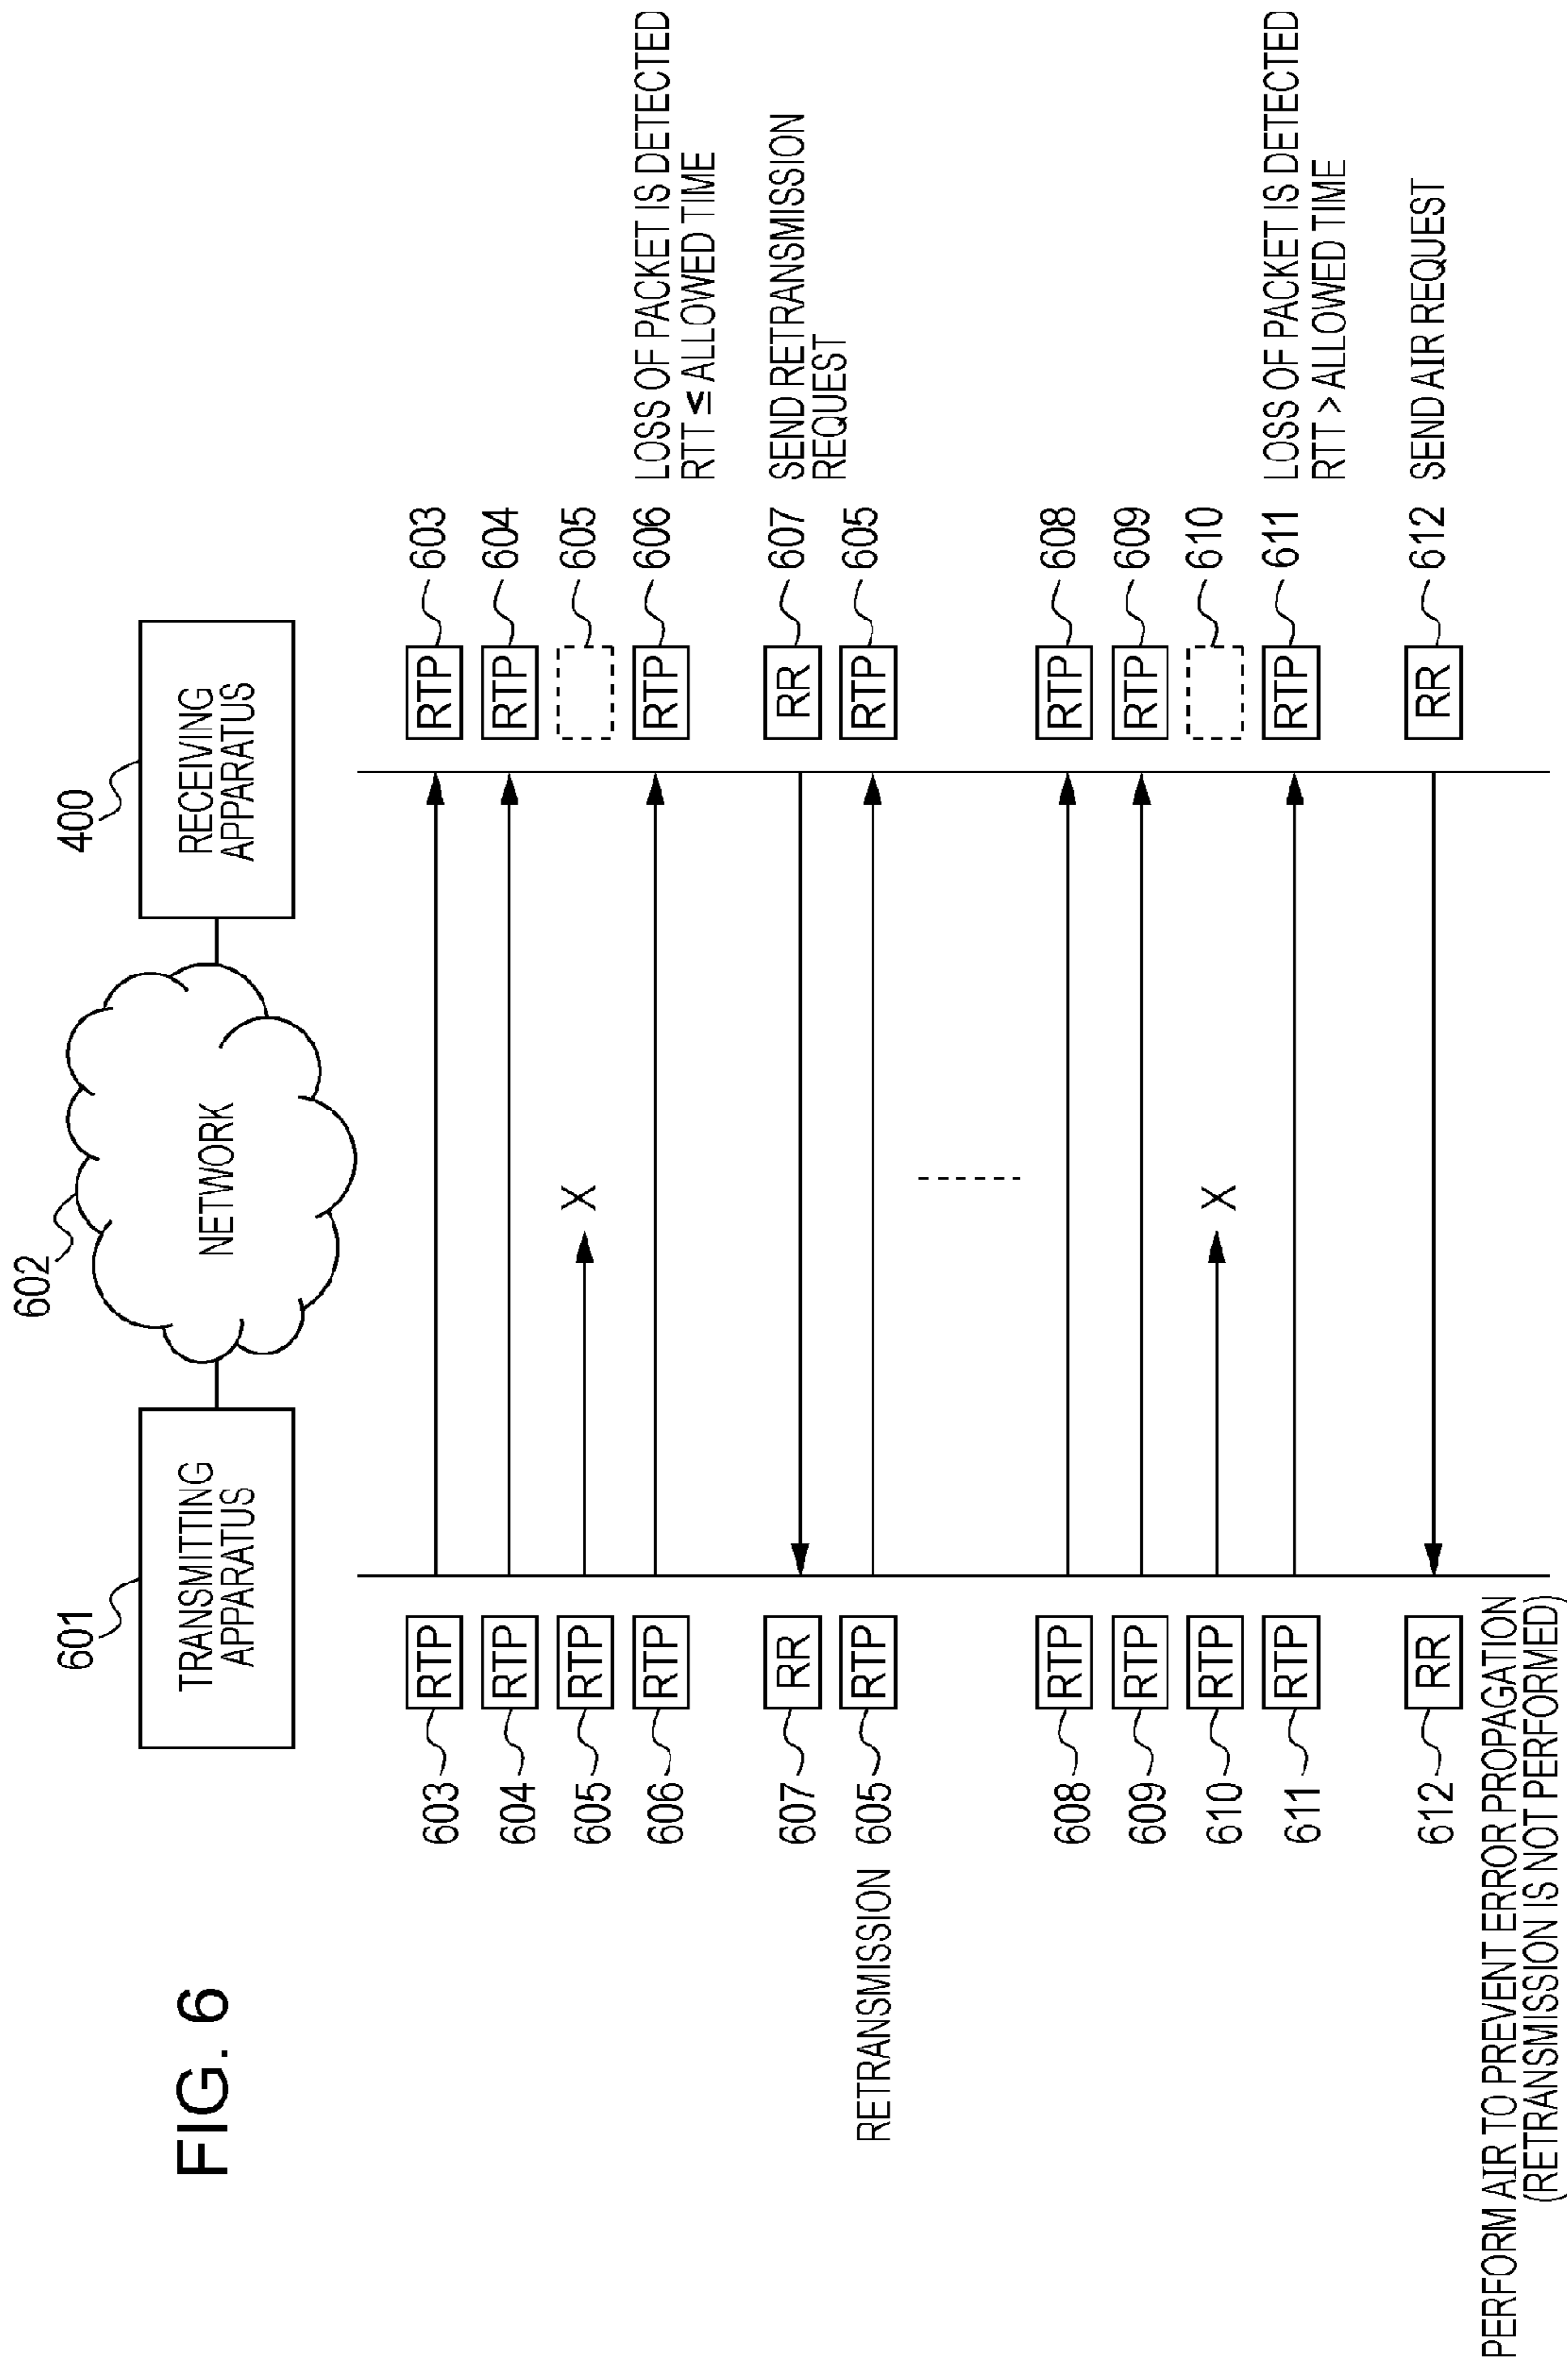 FIG. 6
601
TRANSMITTING
APPARATUS
602
NETWORK
400
RECEIVING
APPARATUS
603 RTP
RTP 603
604 RTP
RTP 604
605 RTP
X
605
606 RTP
RTP 606 LOSS OF PACKET IS DETECTED
RTT ≤ ALLOWED TIME
607 RR
RR 607 SEND RETRANSMISSION
REQUEST
RETRANSMISSION 605 RTP
RTP 605
608 RTP
RTP 608
609 RTP
RTP 609
610 RTP
X
610
611 RTP
RTP 611 LOSS OF PACKET IS DETECTED
RTT > ALLOWED TIME
612 RR
RR 612 SEND AIR REQUEST
PERFORM AIR TO PREVENT ERROR PROPAGATION
(RETRANSMISSION IS NOT PERFORMED)